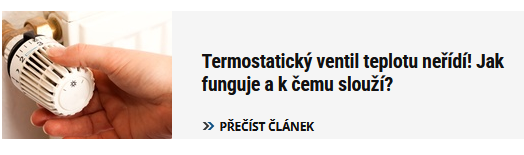 Termostatický ventil teplotu neřídí! Jak
funguje a k čemu slouží?
» PŘEČÍST ČLÁNEK